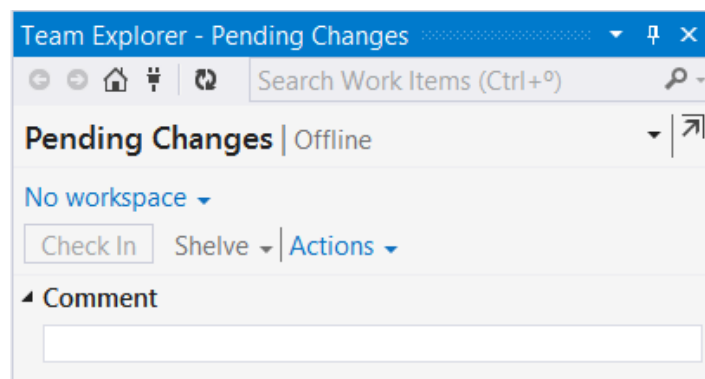 Team Explorer - Pending Changes
Search Work Items (Ctrl+º)
Pending Changes | Offline
No workspace
Check In Shelve Actions
Comment